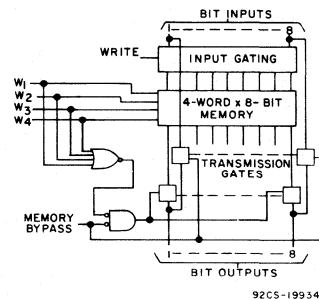 BIT INPUTS
1 8
WRITE
INPUT GATING
W1
W2
W3
W4
4-WORD x 8-BIT
MEMORY
TRANSMISSION
GATES
MEMORY
BYPASS
1 8
BIT OUTPUTS
92CS-19934